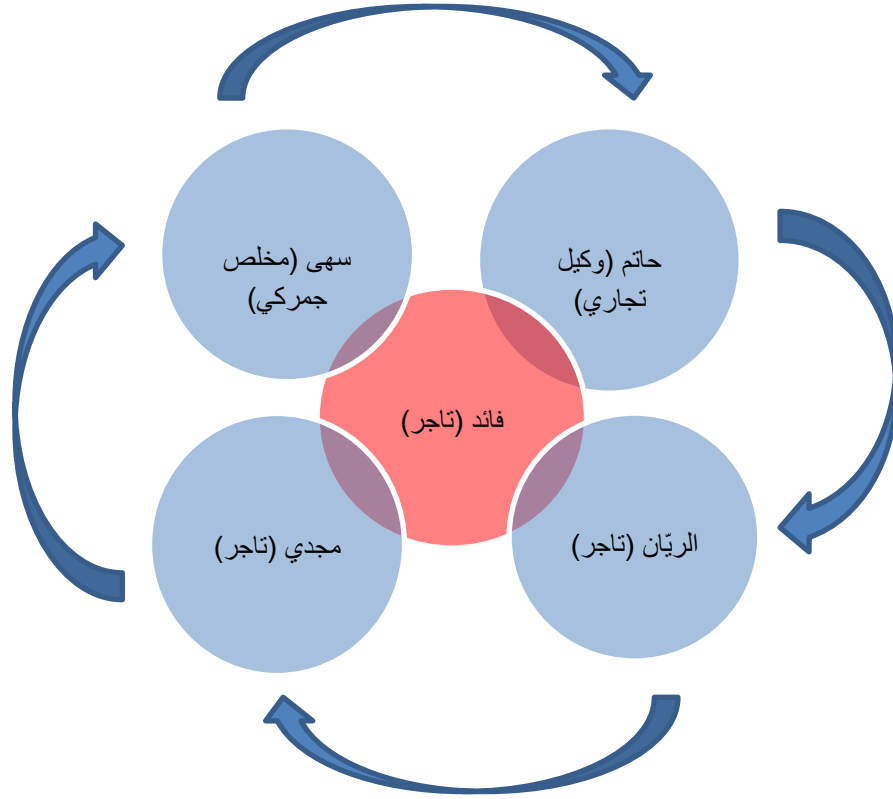 سهى (مخلص
جمركي)
حاتم (وكيل
تجاري)
فائد (تاجر)
مجدي (تاجر)
الريّان (تاجر)